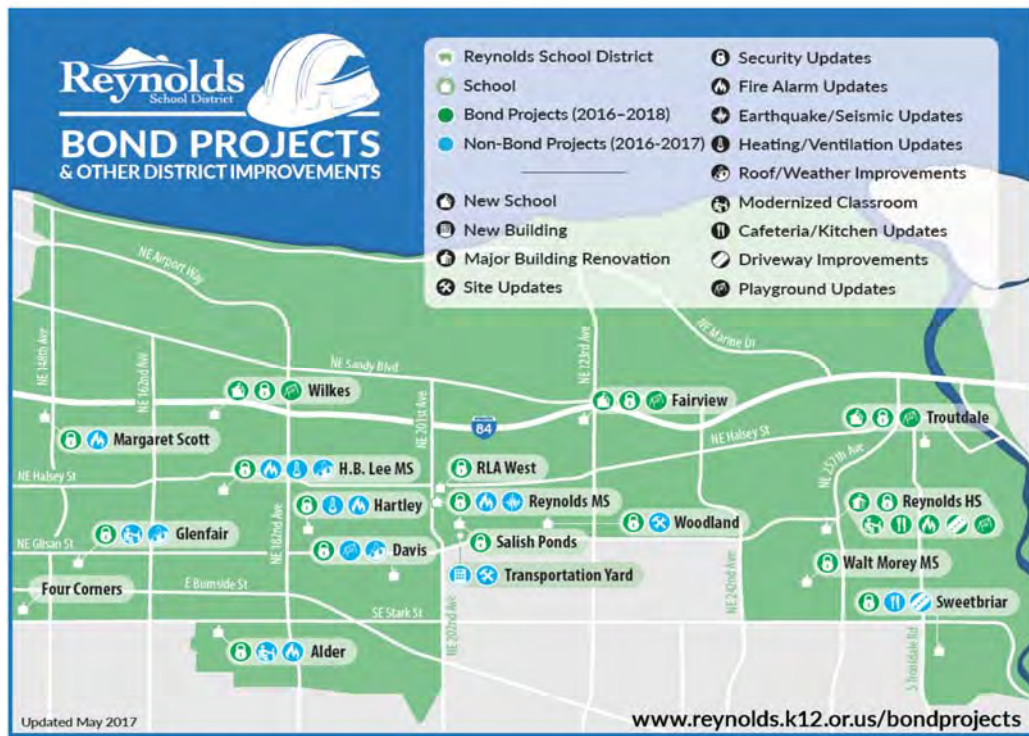 Reynolds
School District
BOND PROJECTS
& OTHER DISTRICT IMPROVEMENTS
Reynolds School District
School
Bond Projects (2016–2018)
Non-Bond Projects (2016-2017)
New School
New Building
Major Building Renovation
Site Updates
Security Updates
Fire Alarm Updates
Earthquake/Seismic Updates
Heating/Ventilation Updates
Roof/Weather Improvements
Modernized Classroom
Cafeteria/Kitchen Updates
Driveway Improvements
Playground Updates
NE Airport Way
NE Marine Dr
NE 148th Ave
NE 162nd Ave
NE Sandy Blvd
NE 201st Ave
NE 223rd Ave
Wilkes
Fairview
Troutdale
84
Margaret Scott
NE Halsey St
NE 257th Ave
NE Halsey St
H.B. Lee MS
RLA West
Hartley
Reynolds MS
Woodland
Reynolds HS
NE 182nd Ave
Glenfair
NE Glisan St
Davis
Salish Ponds
Walt Morey MS
Four Corners
E Burnside St
Transportation Yard
NE 202nd Ave
NE 242nd Ave
Sweetbriar
SE Stark St
S Troutdale Rd
Alder
Updated May 2017
www.reynolds.k12.or.us/bondprojects